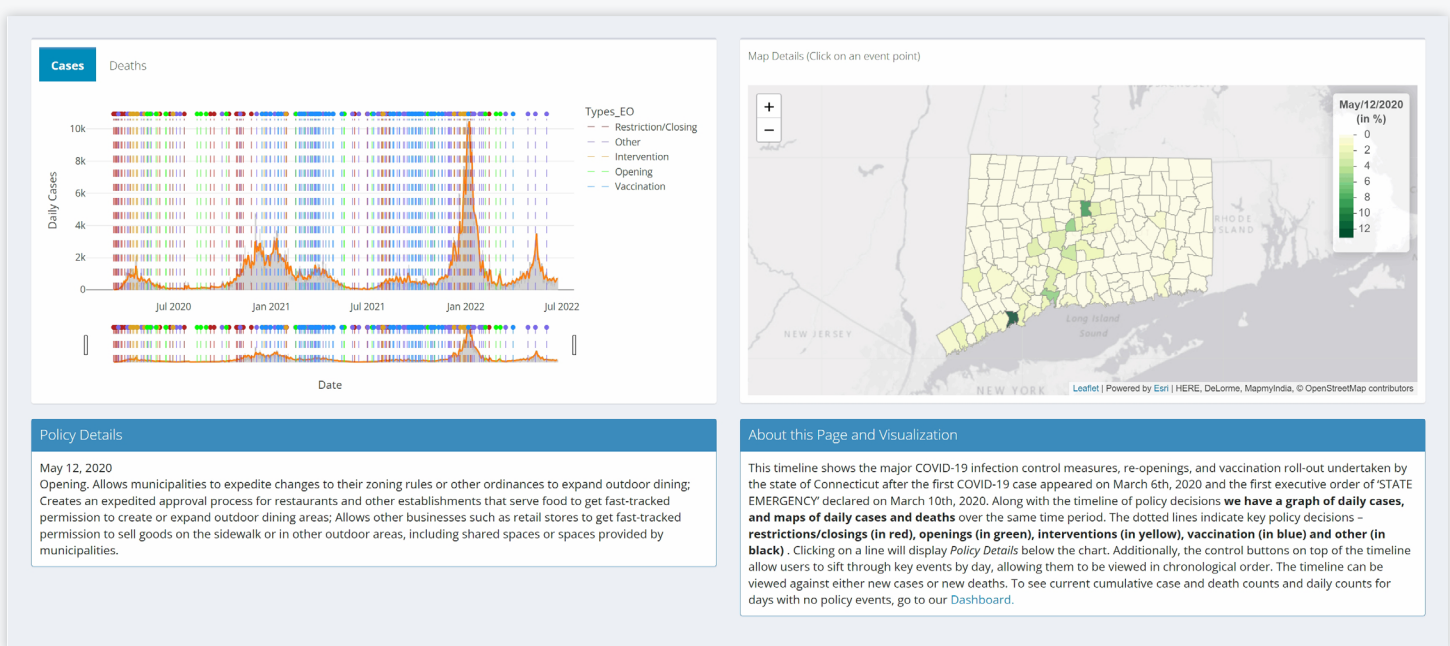 Cases
Deaths
Types_EO
Restriction/Closing
Other
Intervention
Opening
Vaccination
Daily Cases
10k
8k
6k
4k
2k
0
Jul 2020
Jan 2021
Jul 2021
Jan 2022
Jul 2022
Date
Map Details (Click on an event point)
+
−
May/12/2020
(in %)
0
2
4
6
8
10
12
RHODE
ISLAND
Long Island
Sound
NEW JERSEY
NEW YORK
Leaflet | Powered by Esri | HERE, DeLorme, MapmyIndia, © OpenStreetMap contributors
Policy Details
May 12, 2020
Opening. Allows municipalities to expedite changes to their zoning rules or other ordinances to expand outdoor dining;
Creates an expedited approval process for restaurants and other establishments that serve food to get fast-tracked
permission to create or expand outdoor dining areas; Allows other businesses such as retail stores to get fast-tracked
permission to sell goods on the sidewalk or in other outdoor areas, including shared spaces or spaces provided by
municipalities.
About this Page and Visualization
This timeline shows the major COVID-19 infection control measures, re-openings, and vaccination roll-out undertaken by
the state of Connecticut after the first COVID-19 case appeared on March 6th, 2020 and the first executive order of ‘STATE
EMERGENCY’ declared on March 10th, 2020. Along with the timeline of policy decisions we have a graph of daily cases,
and maps of daily cases and deaths over the same time period. The dotted lines indicate key policy decisions –
restrictions/closings (in red), openings (in green), interventions (in yellow), vaccination (in blue) and other (in
black) . Clicking on a line will display Policy Details below the chart. Additionally, the control buttons on top of the timeline
allow users to sift through key events by day, allowing them to be viewed in chronological order. The timeline can be
viewed against either new cases or new deaths. To see current cumulative case and death counts and daily counts for
days with no policy events, go to our Dashboard.